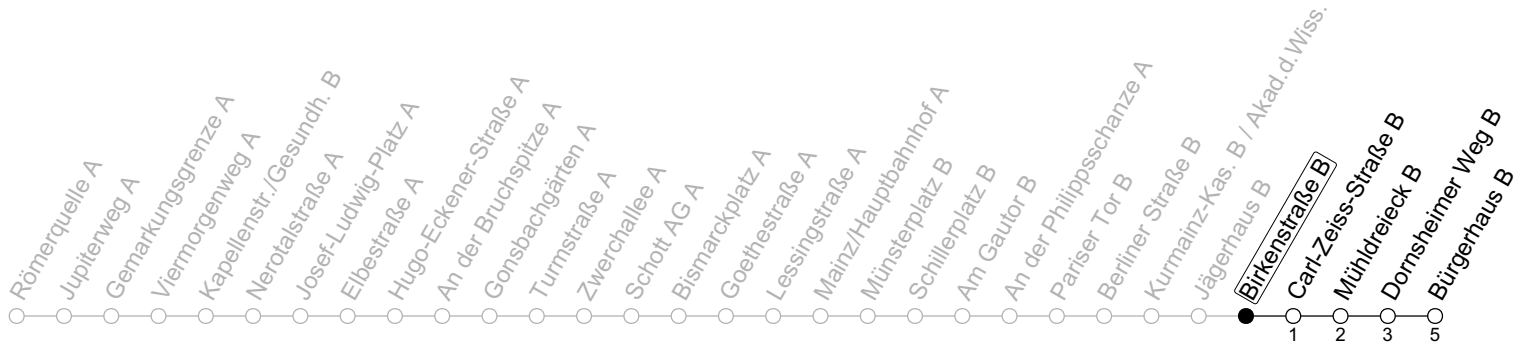 Römerquelle A
Jupiterweg A
Gemarkungsgrenze A
Viermorgenweg A
Kapellenstr./Gesundh. B
Nerotalstraße A
Josef-Ludwig-Platz A
Elbestraße A
Hugo-Eckener-Straße A
An der Bruchspitze A
Gonsbachgärten A
Turmstraße A
Zwerchallee A
Schott AG A
Bismarckplatz A
Goethestraße A
Lessingstraße A
Mainz/Hauptbahnhof A
Münsterplatz B
Schillerplatz B
Am Gautor B
An der Philippsschanze A
Pariser Tor B
Berliner Straße B
Kurmainz-Kas. B / Akad.d.Wiss.
Jägerhaus B
Birkenstraße B
Carl-Zeiss-Straße B
Mühldreieck B
Dornsheimer Weg B
Bürgerhaus B
1 2 3 5